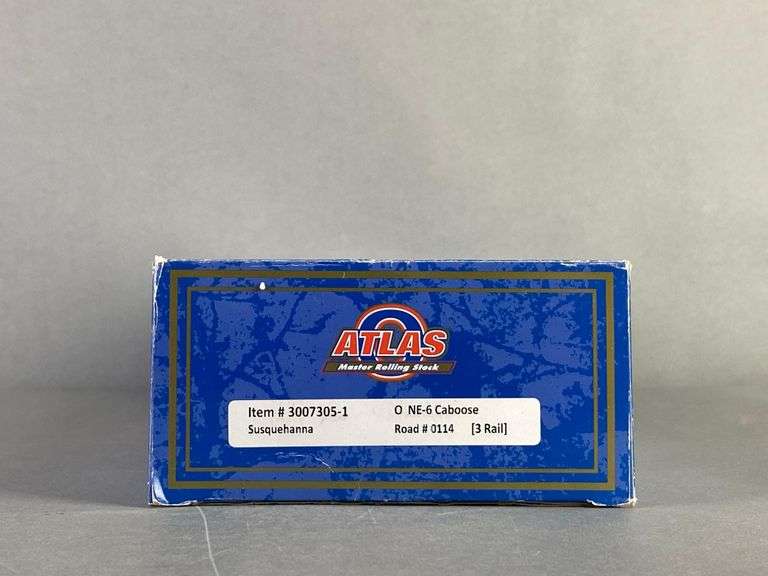 ATLAS
Master Rolling Stock
Item # 3007305-1 O NE-6 Caboose
Susquehanna Road # 0114 [3 Rail]